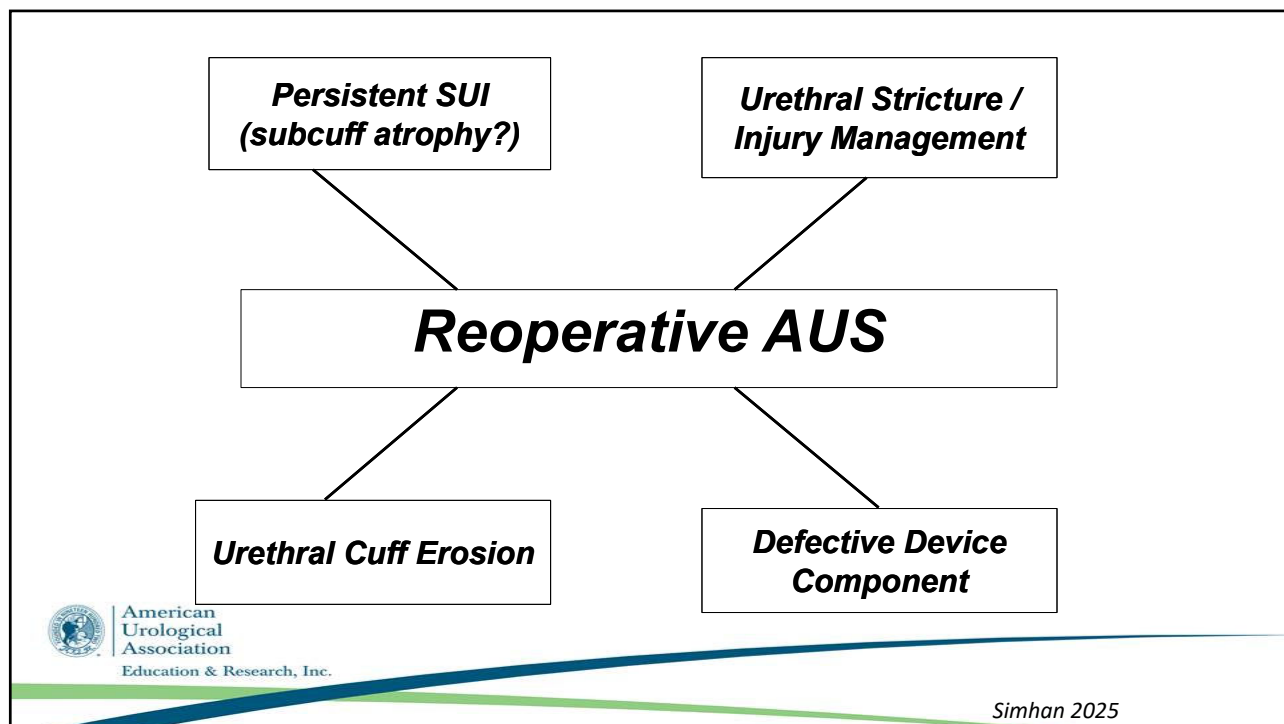 Persistent SUI
(subcuff atrophy?)
Urethral Stricture /
Injury Management
Reoperative AUS
Urethral Cuff Erosion
Defective Device
Component
American
Urological
Association
Education & Research, Inc.
Simhan 2025